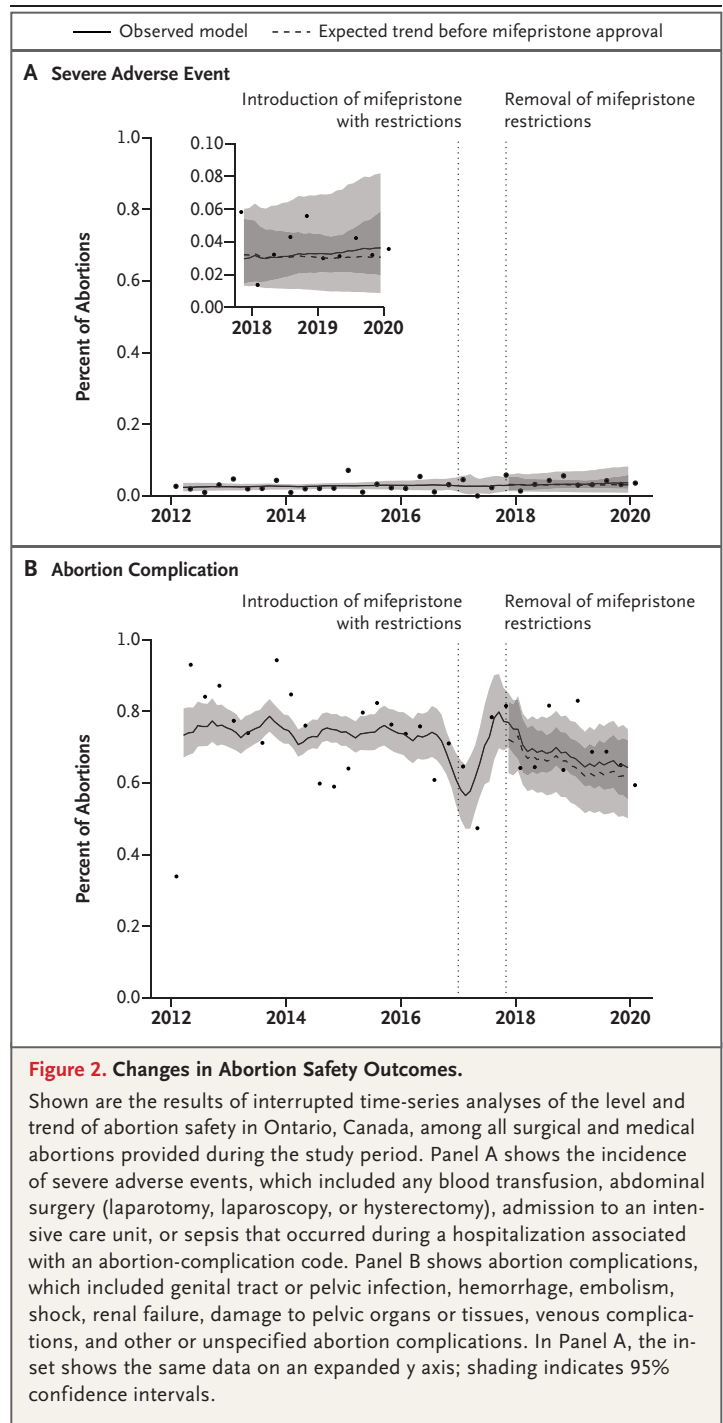 Observed model
Expected trend before mifepristone approval
A Severe Adverse Event
Introduction of mifepristone
with restrictions
Removal of mifepristone
restrictions
Percent of Abortions
1.0
0.8
0.6
0.4
0.2
0.0
2012
2014
2016
2018
2020
0.10
0.08
0.06
0.04
0.02
0.00
2018
2019
2020
B Abortion Complication
Introduction of mifepristone
with restrictions
Removal of mifepristone
restrictions
Percent of Abortions
1.0
0.8
0.6
0.4
0.2
0.0
2012
2014
2016
2018
2020
Figure 2. Changes in Abortion Safety Outcomes.
Shown are the results of interrupted time-series analyses of the level and
trend of abortion safety in Ontario, Canada, among all surgical and medical
abortions provided during the study period. Panel A shows the incidence
of severe adverse events, which included any blood transfusion, abdominal
surgery (laparotomy, laparoscopy, or hysterectomy), admission to an inten-
sive care unit, or sepsis that occurred during a hospitalization associated
with an abortion-complication code. Panel B shows abortion complications,
which included genital tract or pelvic infection, hemorrhage, embolism,
shock, renal failure, damage to pelvic organs or tissues, venous complica-
tions, and other or unspecified abortion complications. In Panel A, the in-
set shows the same data on an expanded y axis; shading indicates 95%
confidence intervals.